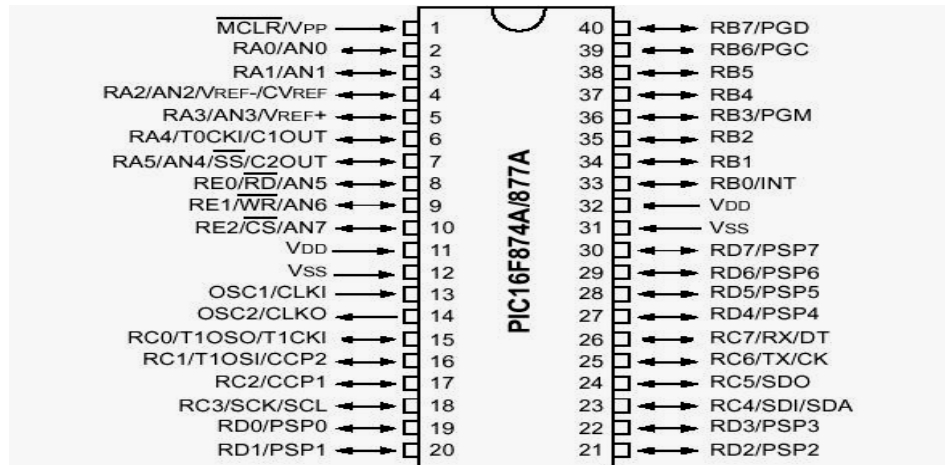 MCLR/VPP 1 40 RB7/PGD
RA0/AN0 2 39 RB6/PGC
RA1/AN1 3 38 RB5
RA2/AN2/VREF-/CVREF 4 37 RB4
RA3/AN3/VREF+ 5 36 RB3/PGM
RA4/T0CKI/C1OUT 6 35 RB2
RA5/AN4/SS/C2OUT 7 34 RB1
RE0/RD/AN5 8 33 RB0/INT
RE1/WR/AN6 9 32 VDD
RE2/CS/AN7 10 31 VSS
VDD 11 30 RD7/PSP7
VSS 12 29 RD6/PSP6
OSC1/CLKI 13 28 RD5/PSP5
OSC2/CLKO 14 27 RD4/PSP4
RC0/T1OSO/T1CKI 15 26 RC7/RX/DT
RC1/T1OSI/CCP2 16 25 RC6/TX/CK
RC2/CCP1 17 24 RC5/SDO
RC3/SCK/SCL 18 23 RC4/SDI/SDA
RD0/PSP0 19 22 RD3/PSP3
RD1/PSP1 20 21 RD2/PSP2
PIC16F874A/877A